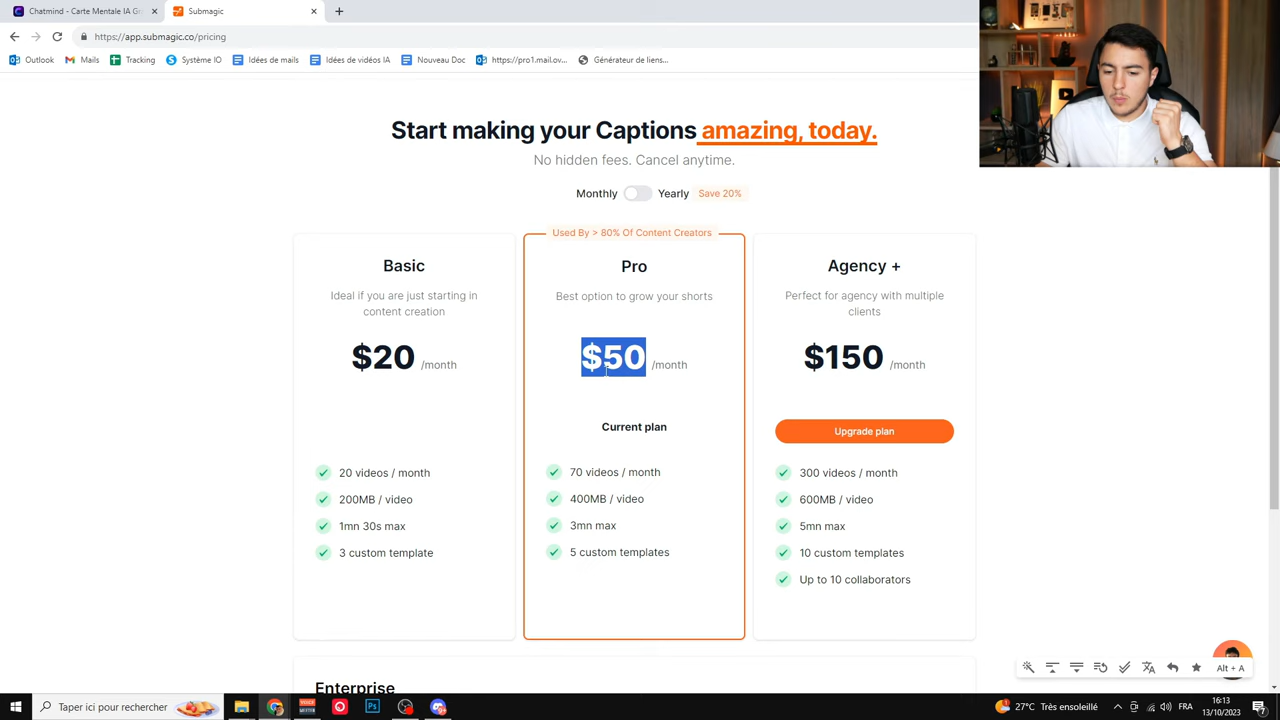 Chatmind - Carte Mentale IA G
Submagic
https://app.submagic.co/pricing
Outlook
Mails
Tracking
Système IO
Idées de mails
Idées de vidéos IA
Nouveau Doc
https://pro1.mail.ov...
Générateur de liens...
Start making your Captions amazing, today.
No hidden fees. Cancel anytime.
Monthly
Yearly
Save 20%
Used By > 80% Of Content Creators
Basic
Ideal if you are just starting in
content creation
$20 /month
20 videos / month
200MB / video
1mn 30s max
3 custom template
Pro
Best option to grow your shorts
$50 /month
Current plan
70 videos / month
400MB / video
3mn max
5 custom templates
Agency +
Perfect for agency with multiple
clients
$150 /month
Upgrade plan
300 videos / month
600MB / video
5mn max
10 custom templates
Up to 10 collaborators
Enterprise
Alt + A
Taper ici pour rechercher
27°C Très ensoleillé
FRA
16:13
13/10/2023